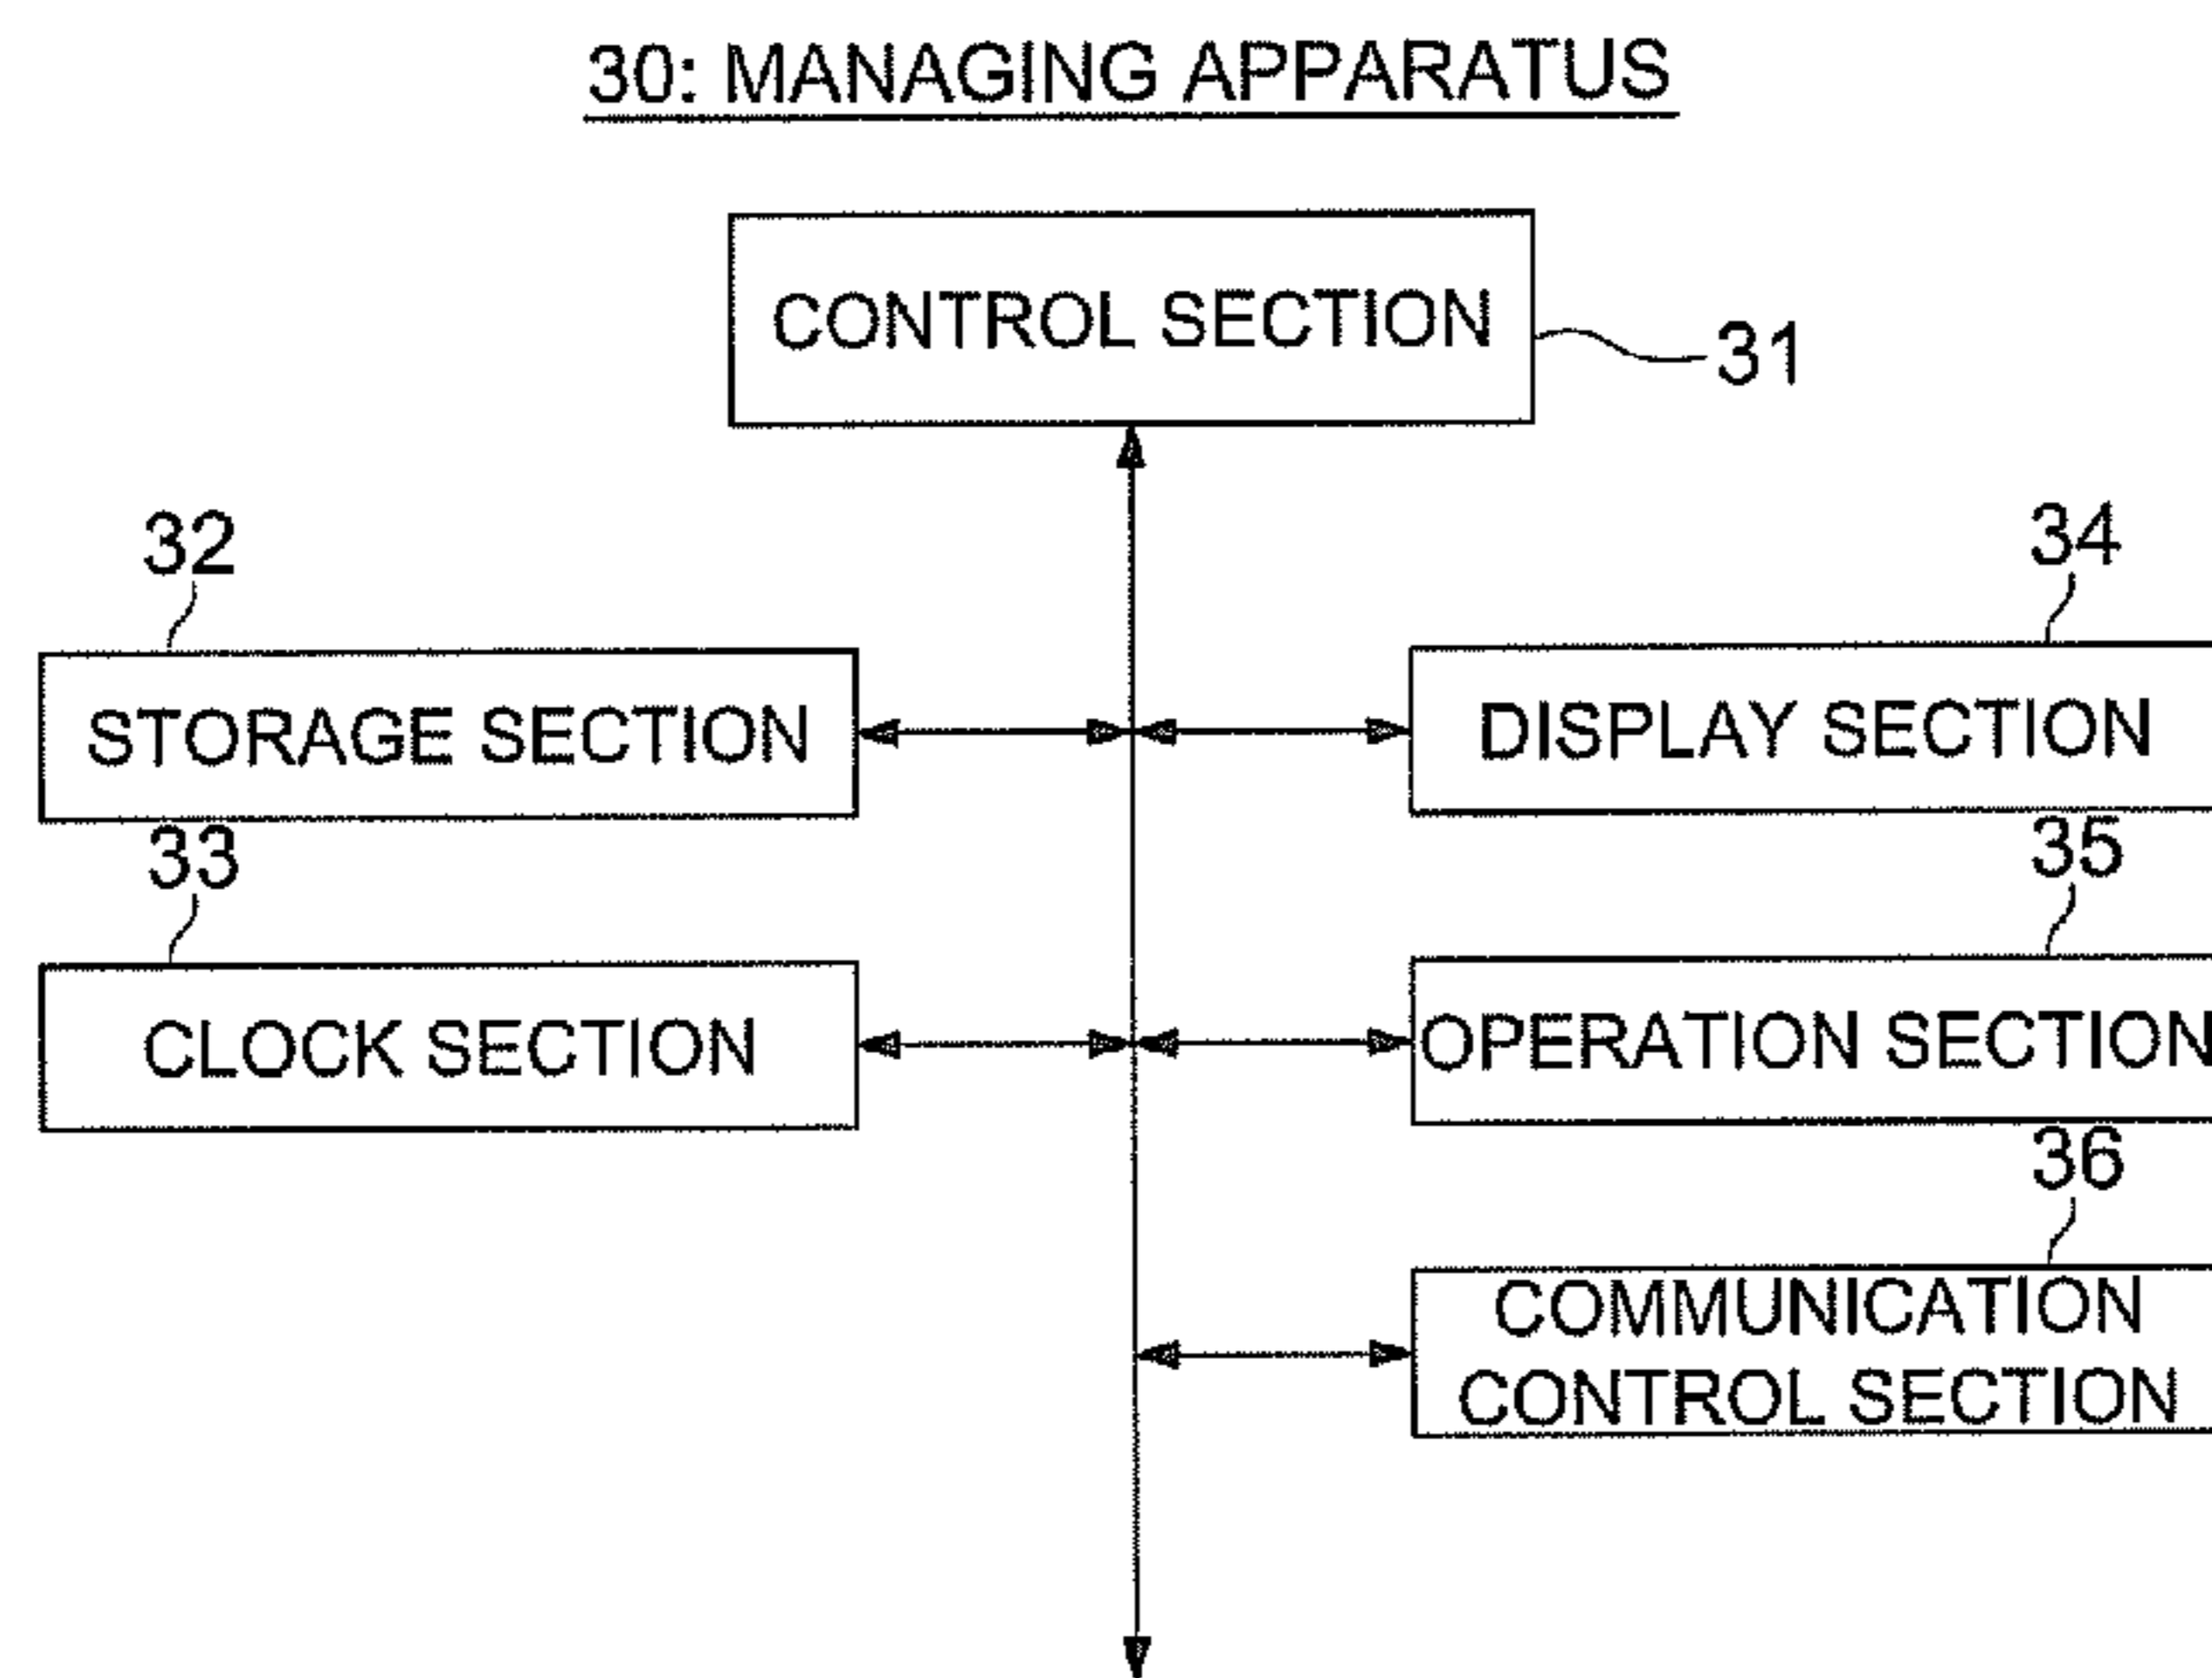 30: MANAGING APPARATUS
CONTROL SECTION
31
32
34
STORAGE SECTION
DISPLAY SECTION
33
35
CLOCK SECTION
OPERATION SECTION
36
COMMUNICATION
CONTROL SECTION